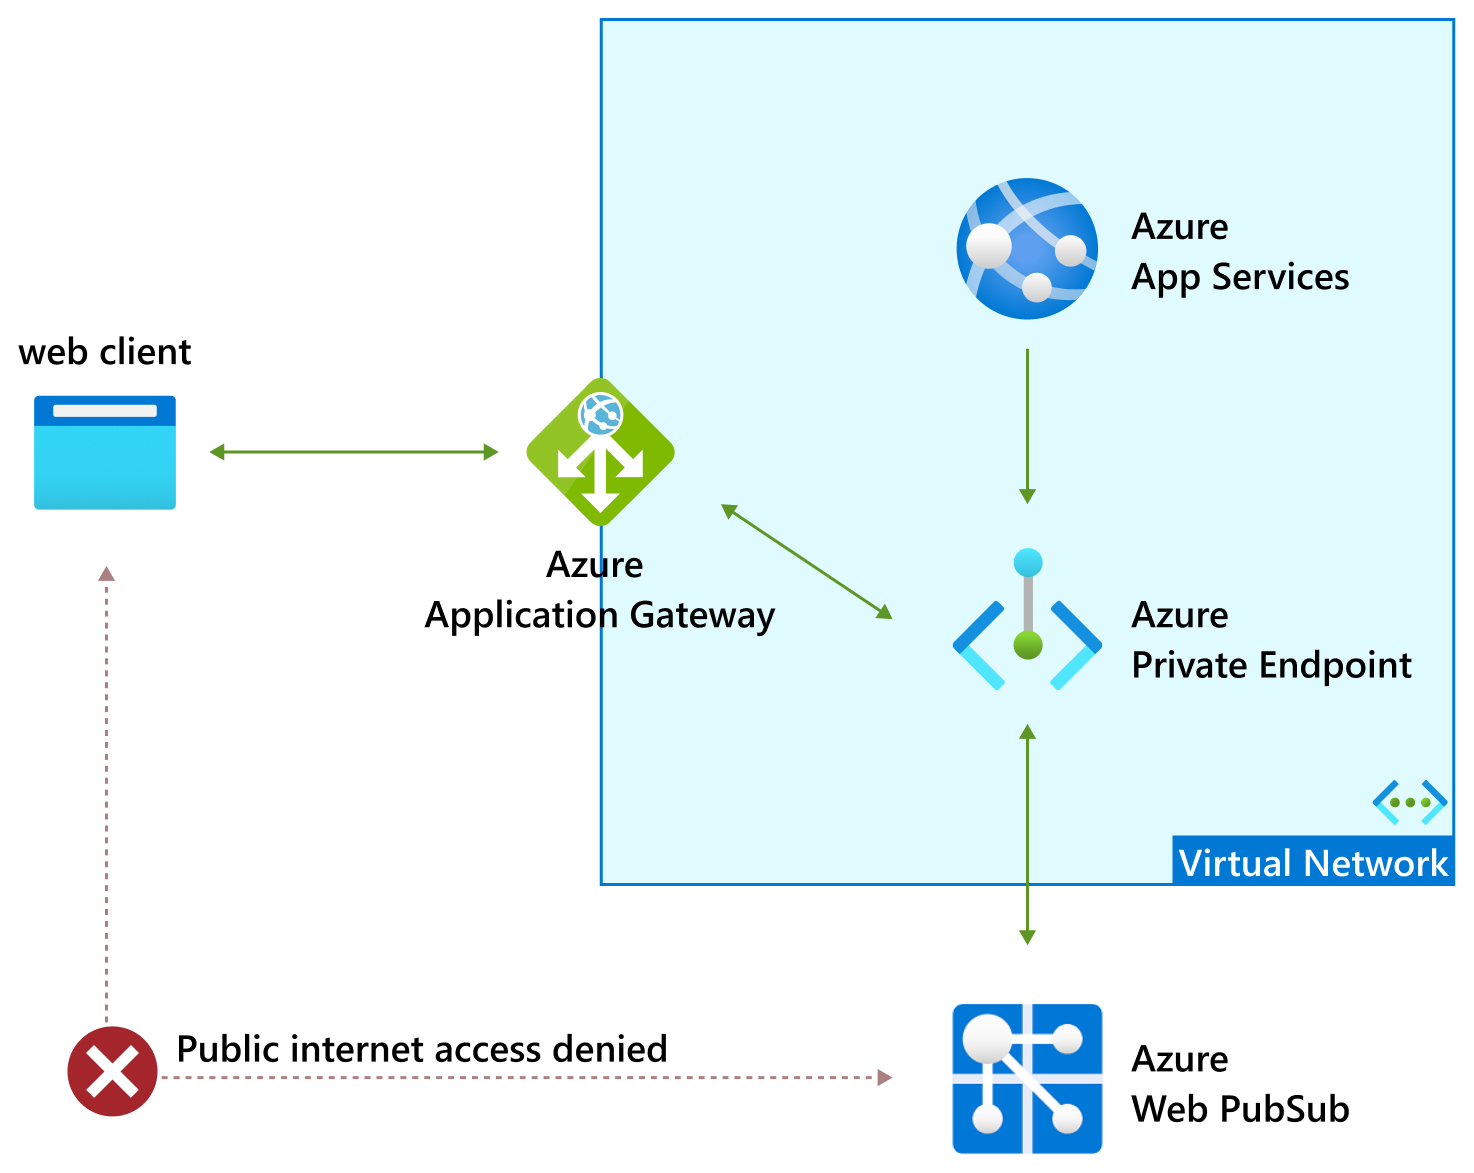 Azure
App Services
web client
Azure
Application Gateway
Azure
Private Endpoint
Virtual Network
Public internet access denied
Azure
Web PubSub